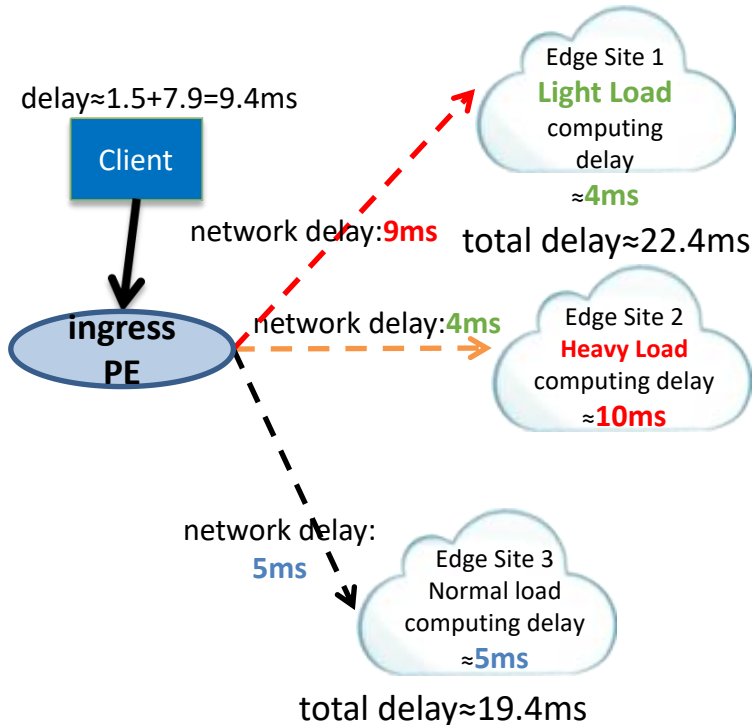 delay≈1.5+7.9=9.4ms
Client
ingress
PE
Edge Site 1
Light Load
computing
delay
≈4ms
network delay:9ms
total delay≈22.4ms
network delay:4ms
Edge Site 2
Heavy Load
computing delay
≈10ms
network delay:
5ms
Edge Site 3
Normal load
computing delay
≈5ms
total delay≈19.4ms